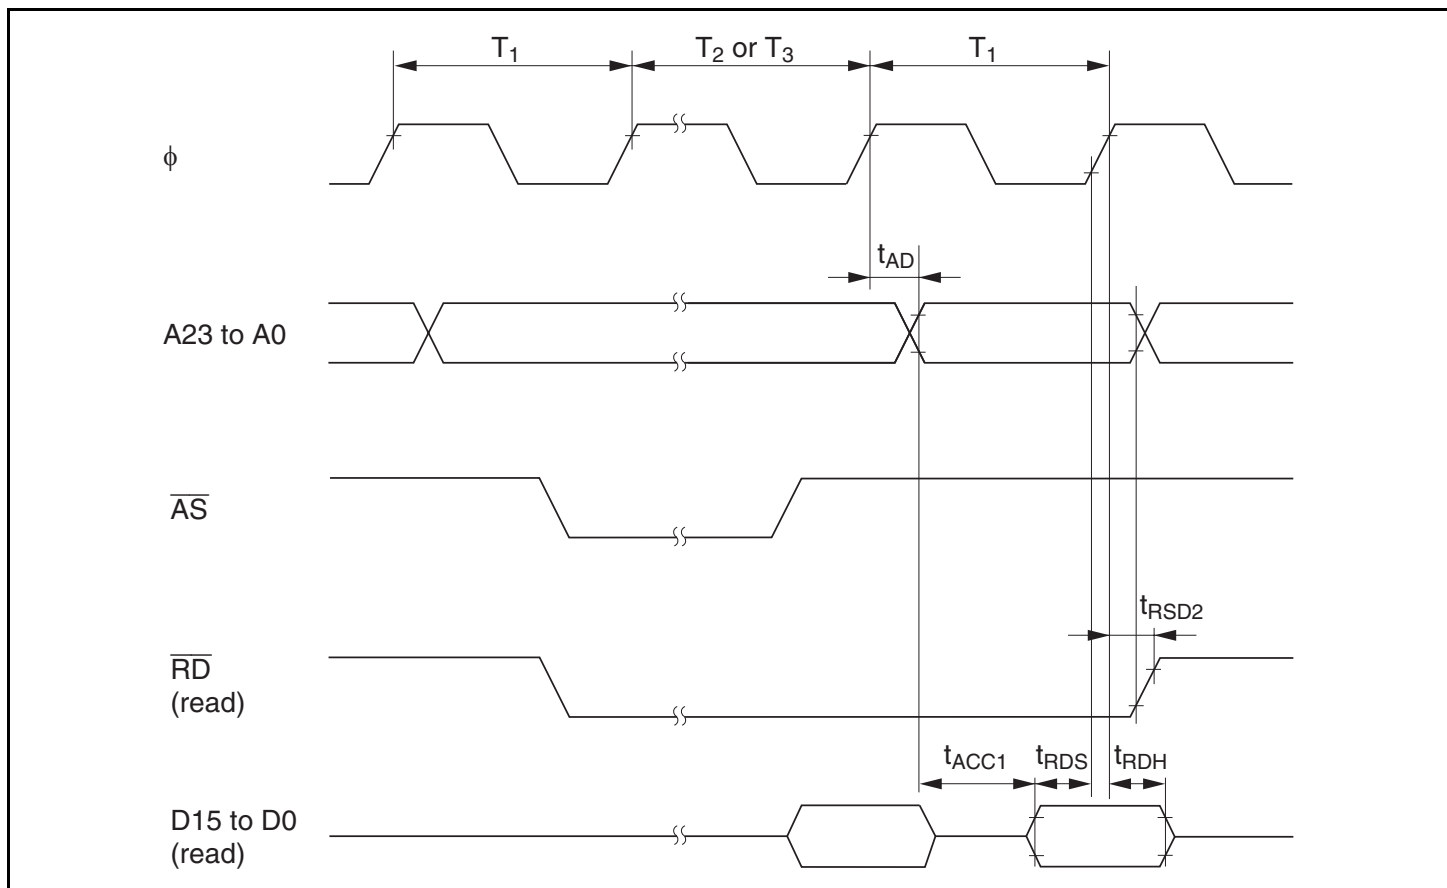 T1 T2 or T3 T1
φ
tAD
A23 to A0
AS
tRSD2
RD
(read)
tACC1 tRDS tRDH
D15 to D0
(read)